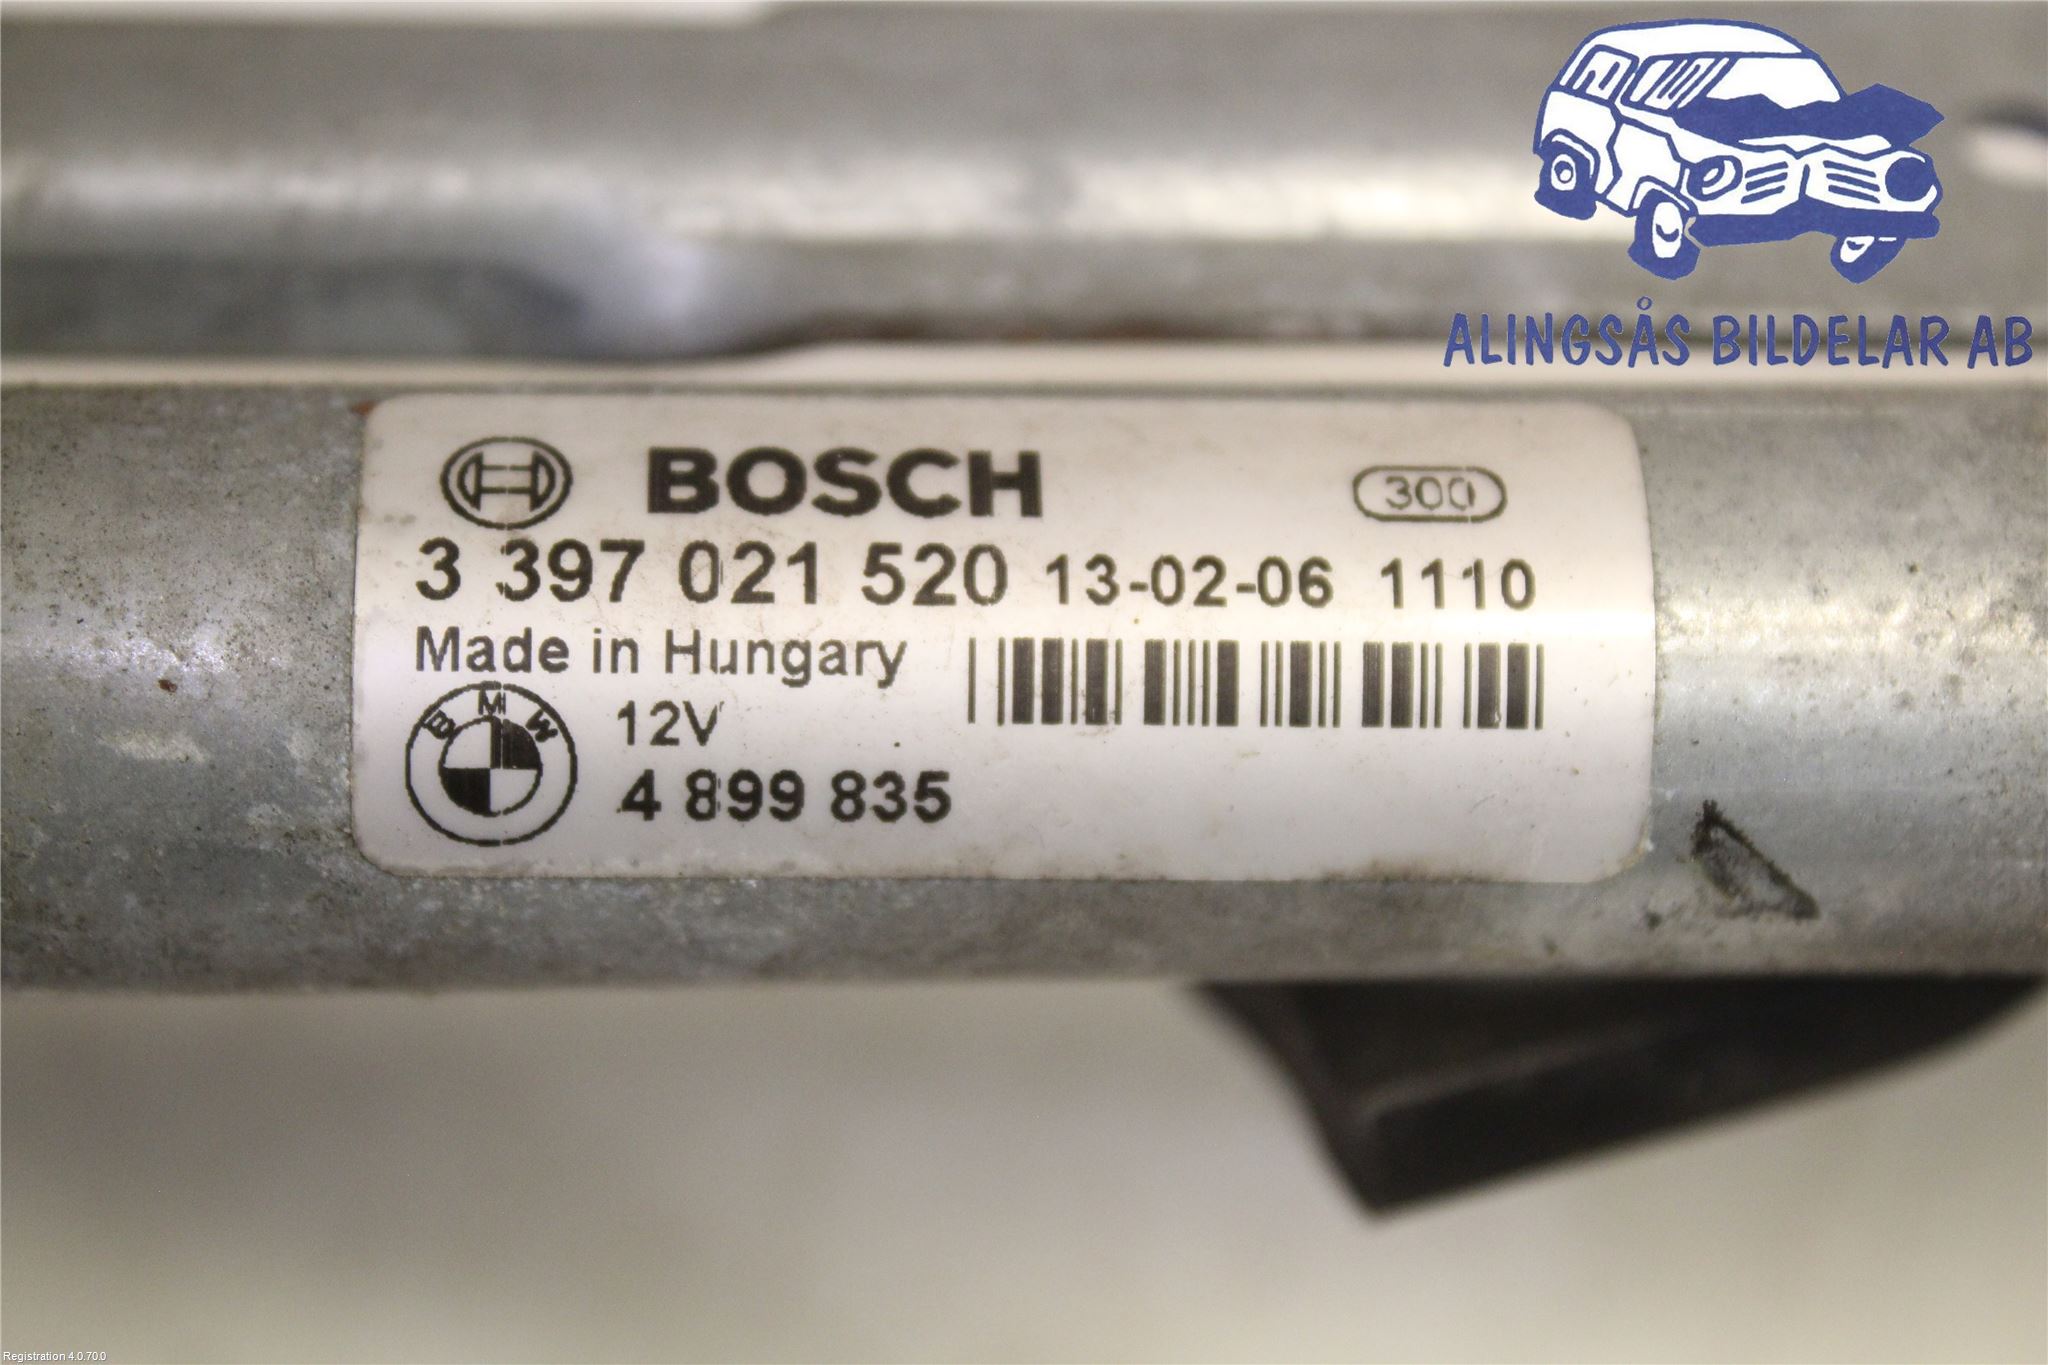 ALINGSÅS BILDELAR AB
BOSCH 300
3 397 021 520 13-02-06 1110
Made in Hungary
BMW 12V
4 899 835
Registration 4.0.70.0